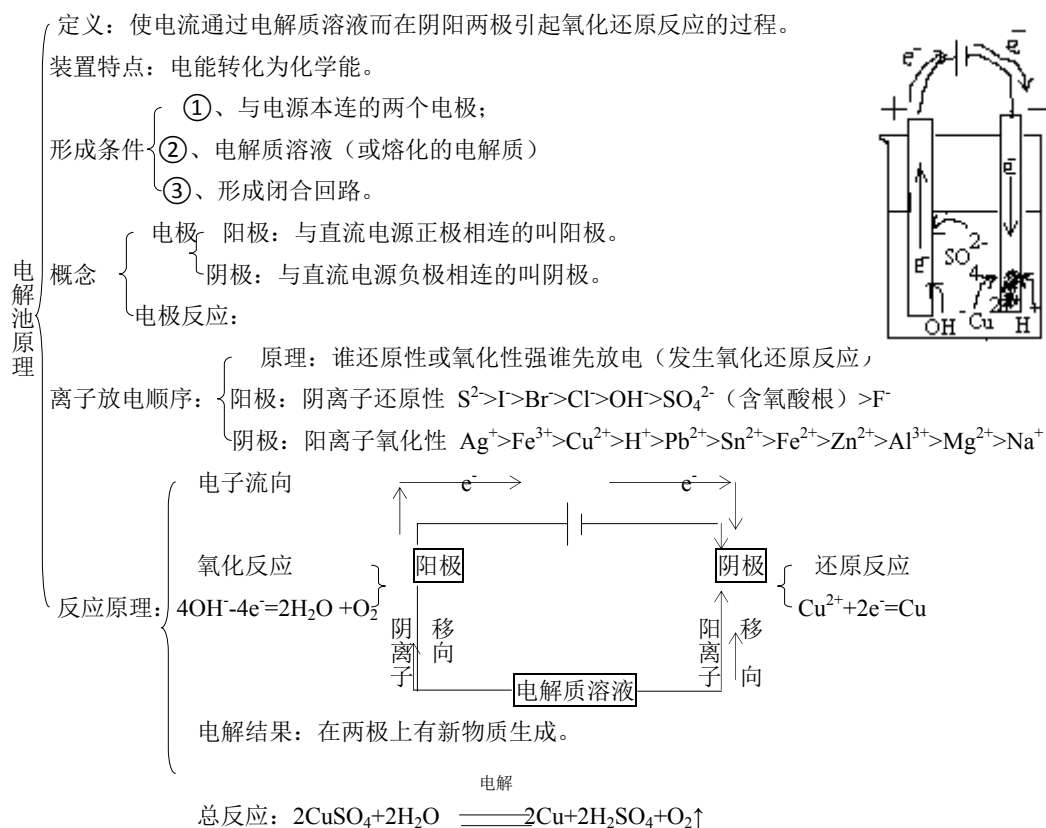 定义：使电流通过电解质溶液而在阴阳两极引起氧化还原反应的过程。
装置特点：电能转化为化学能。
①、与电源本连的两个电极；
形成条件 ②、电解质溶液（或熔化的电解质）
③、形成闭合回路。
电极 阳极：与直流电源正极相连的叫阳极。
概念 阴极：与直流电源负极相连的叫阴极。
电极反应：
电解池原理
原理：谁还原性或氧化性强谁先放电（发生氧化还原反应）
离子放电顺序：阳极：阴离子还原性 S²⁻>I⁻>Br⁻>Cl⁻>OH⁻>SO₄²⁻（含氧酸根）>F⁻
阴极：阳离子氧化性 Ag⁺>Fe³⁺>Cu²⁺>H⁺>Pb²⁺>Sn²⁺>Fe²⁺>Zn²⁺>Al³⁺>Mg²⁺>Na⁺
e⁻ e⁻
+ −
e⁻ e⁻
SO₄²⁻
OH⁻ Cu²⁺ H⁺
电子流向 e⁻ e⁻
氧化反应 阳极 阴极 还原反应
反应原理：4OH⁻-4e⁻=2H₂O +O₂ Cu²⁺+2e⁻=Cu
阴离子 移向 阳离子 移向
电解质溶液
电解结果：在两极上有新物质生成。
电解
总反应：2CuSO₄+2H₂O ══ 2Cu+2H₂SO₄+O₂↑